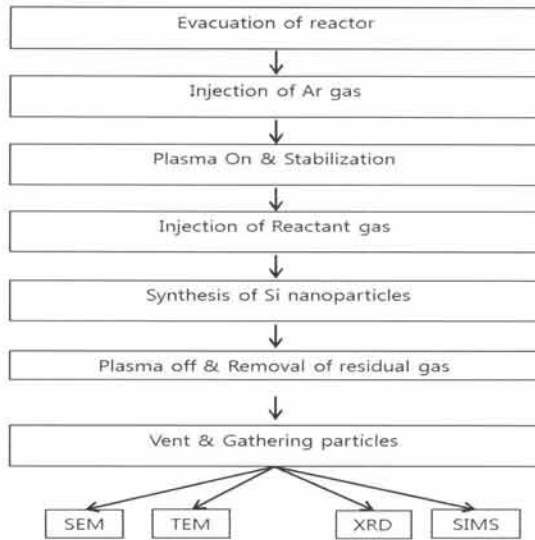 Evacuation of reactor
Injection of Ar gas
Plasma On & Stabilization
Injection of Reactant gas
Synthesis of Si nanoparticles
Plasma off & Removal of residual gas
Vent & Gathering particles
SEM TEM XRD SIMS